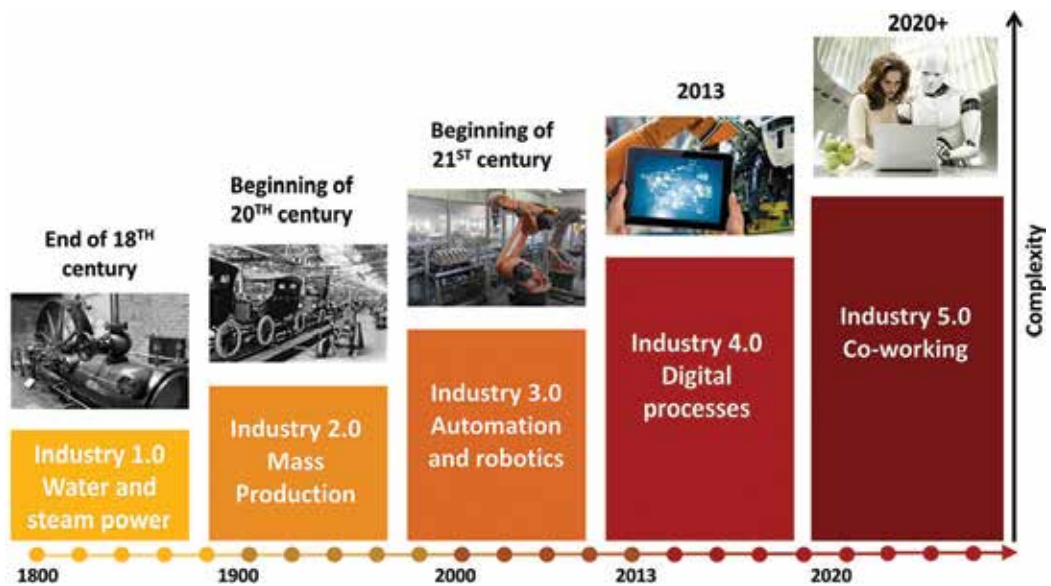 End of 18TH
century
Industry 1.0
Water and
steam power
Beginning of
20TH century
Industry 2.0
Mass
Production
Beginning of
21ST century
Industry 3.0
Automation
and robotics
2013
Industry 4.0
Digital
processes
2020+
Industry 5.0
Co-working
Complexity
1800
1900
2000
2013
2020